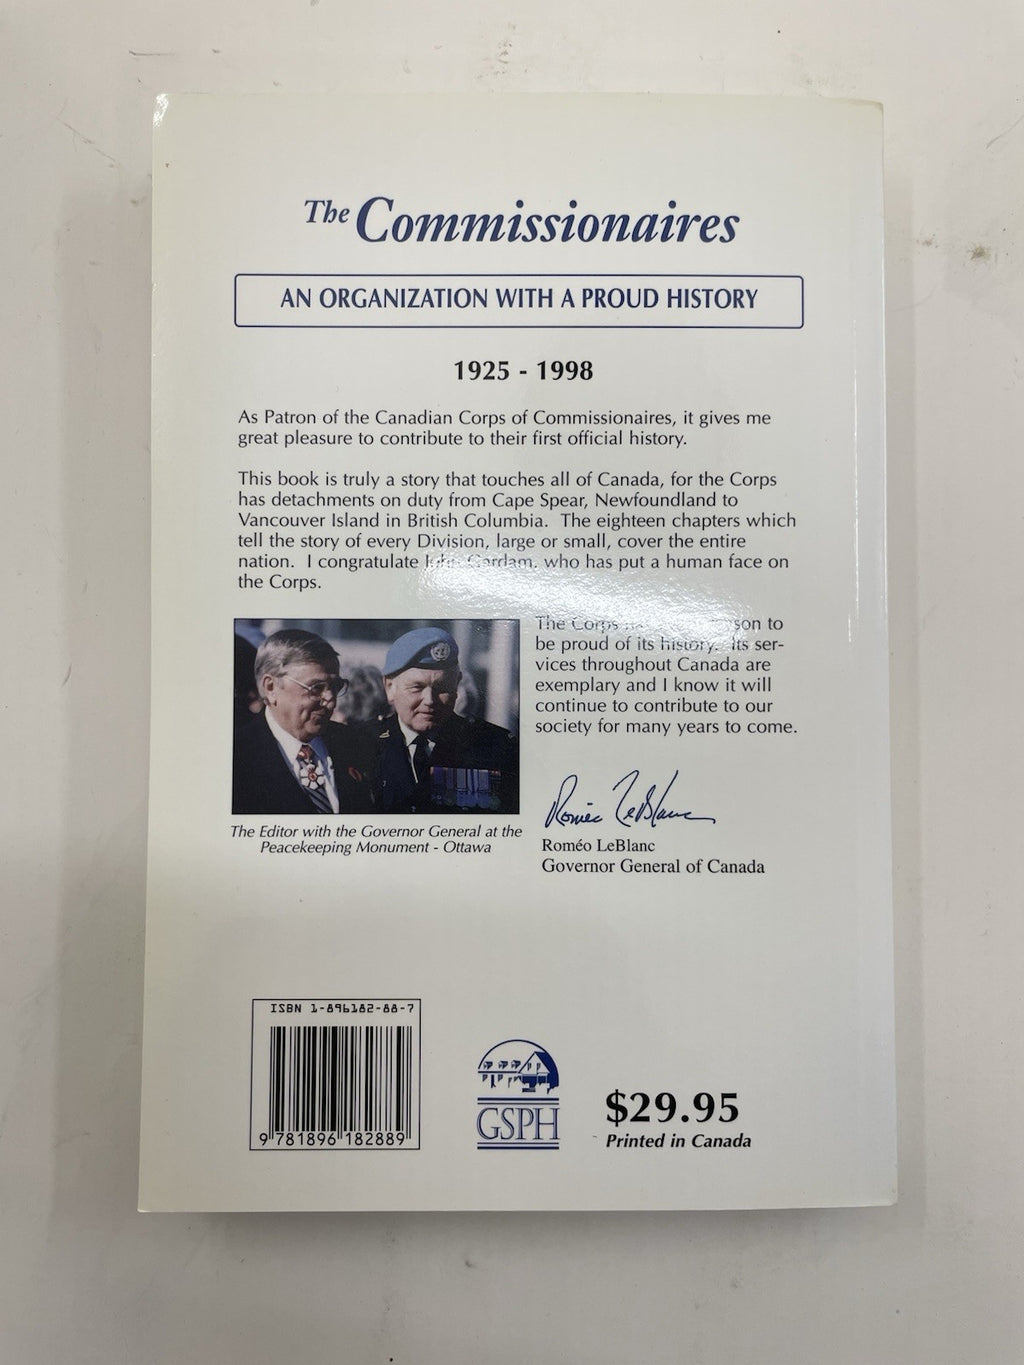 The Commissionaires
AN ORGANIZATION WITH A PROUD HISTORY
1925 - 1998
As Patron of the Canadian Corps of Commissionaires, it gives me
great pleasure to contribute to their first official history.
This book is truly a story that touches all of Canada, for the Corps
has detachments on duty from Cape Spear, Newfoundland to
Vancouver Island in British Columbia. The eighteen chapters which
tell the story of every Division, large or small, cover the entire
nation. I congratulate John Gardam, who has put a human face on
the Corps.
The Corps to
be proud of its history. Its ser-
vices throughout Canada are
exemplary and I know it will
continue to contribute to our
society for many years to come.
Roméo LeBlanc
Roméo LeBlanc
Governor General of Canada
The Editor with the Governor General at the
Peacekeeping Monument - Ottawa
ISBN 1-896182-88-7
9 781896 182889
GSPH
$29.95
Printed in Canada